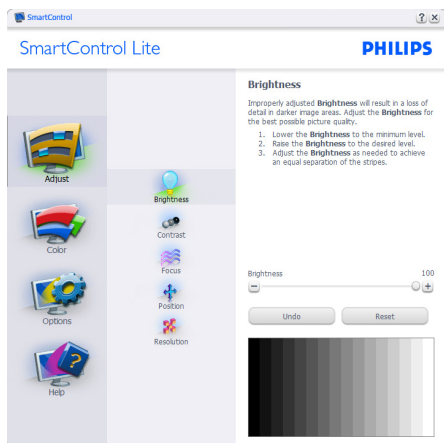 SmartControl
SmartControl Lite
PHILIPS
Adjust
Color
Options
Help
Brightness
Contrast
Focus
Position
Resolution
Brightness
Improperly adjusted Brightness will result in a loss of
detail in darker image areas. Adjust the Brightness for
the best possible picture quality.
1. Lower the Brightness to the minimum level.
2. Raise the Brightness to the desired level.
3. Adjust the Brightness as needed to achieve
an equal separation of the stripes.
Brightness 100
Undo Reset